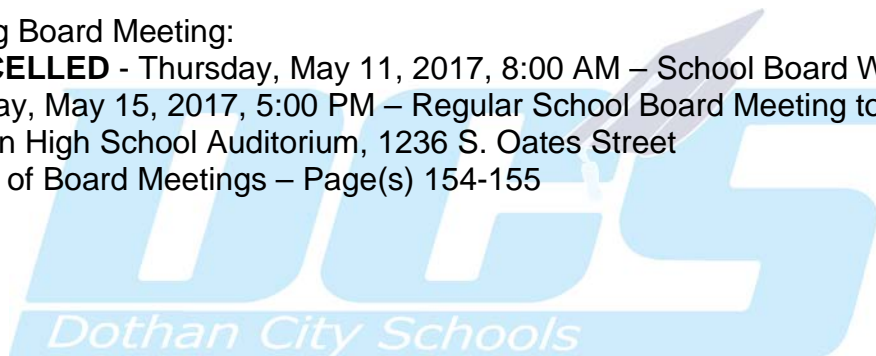 g Board Meeting:
CELLED - Thursday, May 11, 2017, 8:00 AM – School Board W
ay, May 15, 2017, 5:00 PM – Regular School Board Meeting to
n High School Auditorium, 1236 S. Oates Street
of Board Meetings – Page(s) 154-155
DCS
Dothan City Schools